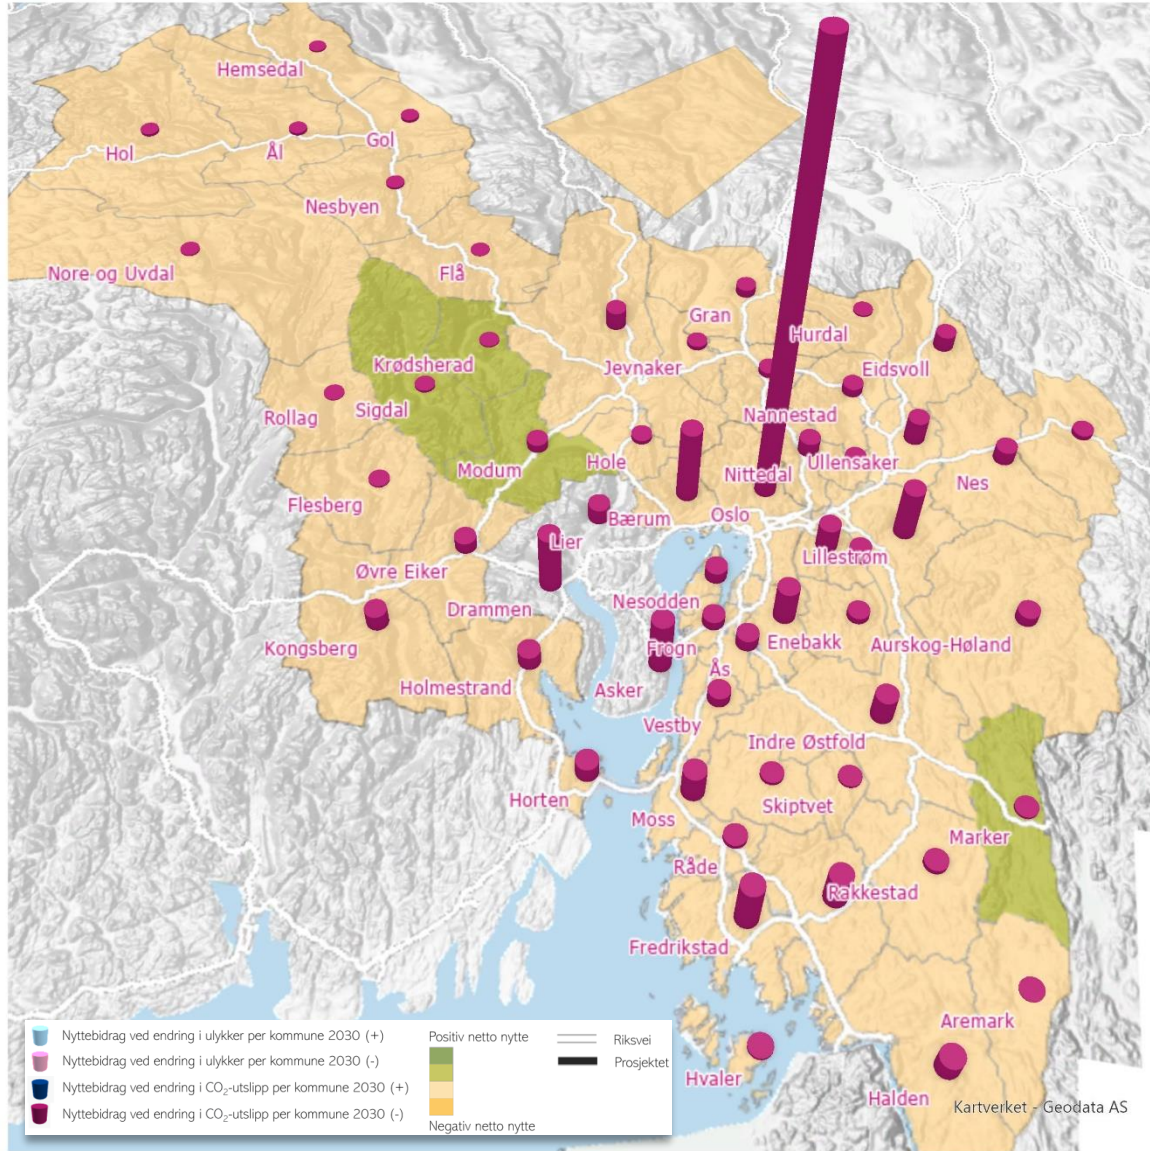 Hemsedal
Hol
Ål
Gol
Nesbyen
Nore og Uvdal
Flå
Gran
Hurdal
Krødsherad
Jevnaker
Eidsvoll
Rollag
Sigdal
Nannestad
Modum
Hole
Nittedal
Ullensaker
Nes
Flesberg
Bærum
Oslo
Lier
Lillestrøm
Øvre Eiker
Drammen
Nesodden
Kongsberg
Frogn
Enebakk
Aurskog-Høland
Holmestrand
Asker
Ås
Vestby
Indre Østfold
Horten
Moss
Skiptvet
Marker
Råde
Rakkestad
Fredrikstad
Aremark
Hvaler
Halden
Kartverket - Geodata AS
Nyttebidrag ved endring i ulykker per kommune 2030 (+)
Nyttebidrag ved endring i ulykker per kommune 2030 (-)
Nyttebidrag ved endring i CO₂-utslipp per kommune 2030 (+)
Nyttebidrag ved endring i CO₂-utslipp per kommune 2030 (-)
Positiv netto nytte
Negativ netto nytte
Riksvei
Prosjektet